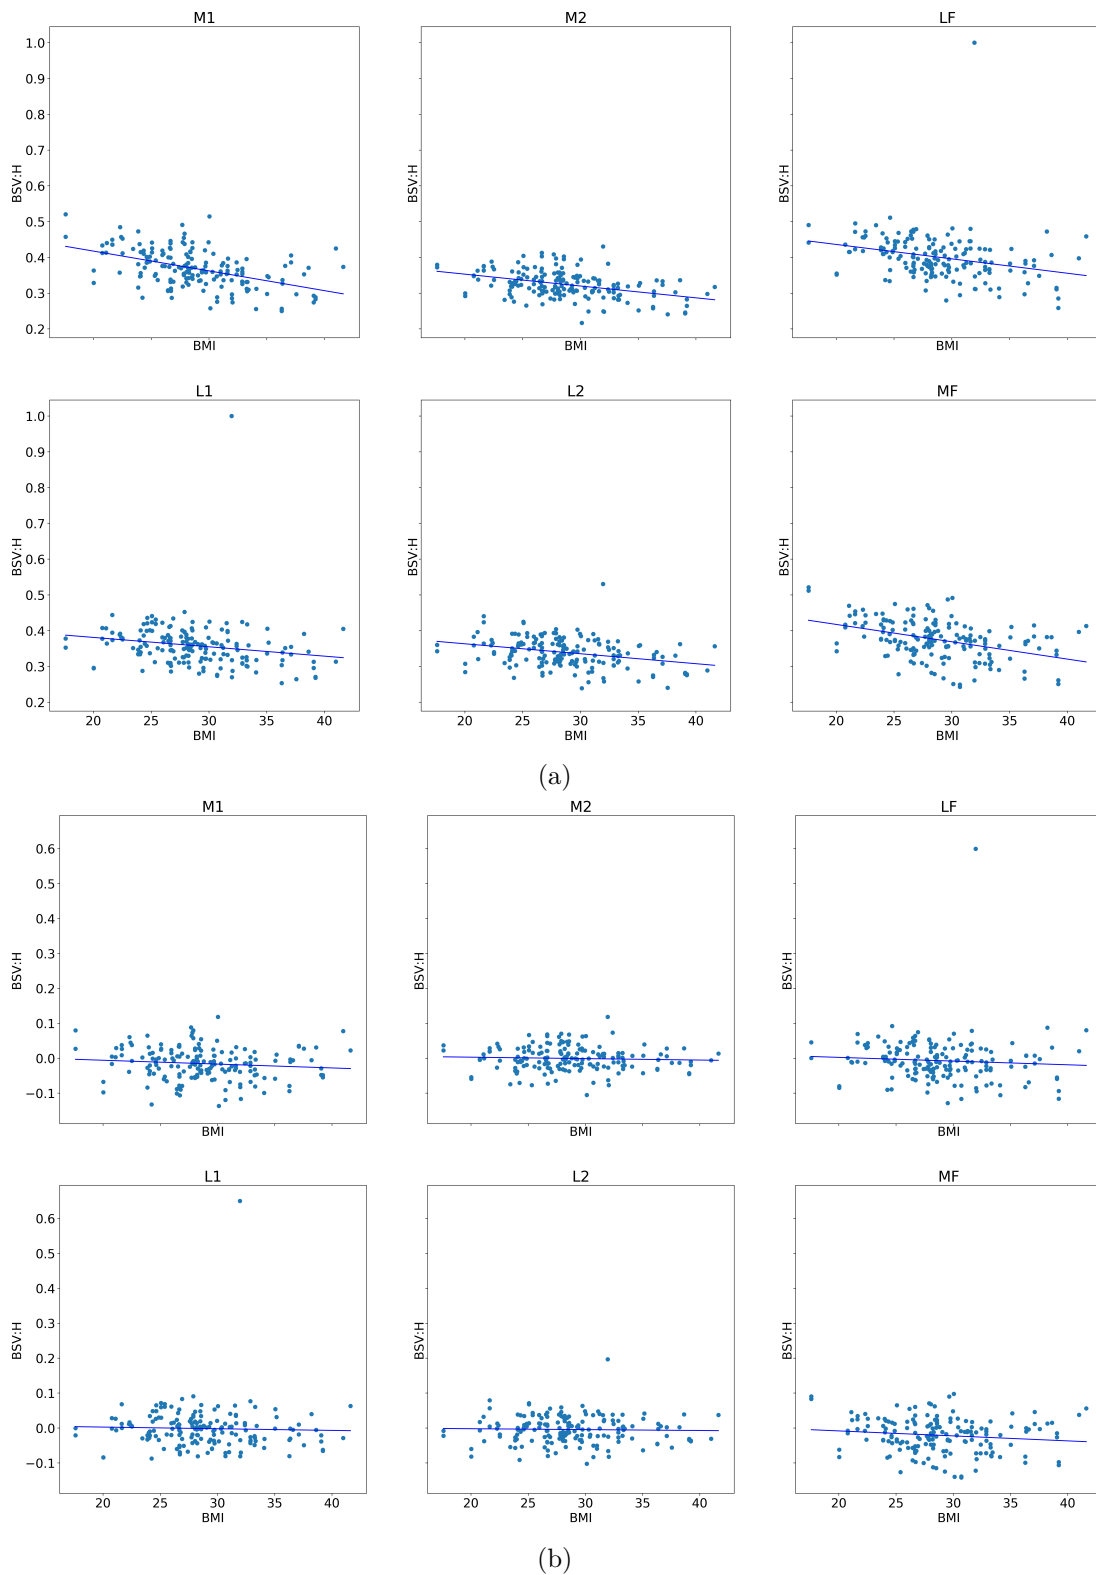 M1 M2 LF
1.0
0.9
0.8
0.7
0.6
0.5
0.4
0.3
0.2
BSV:H BSV:H BSV:H
BMI BMI BMI
L1 L2 MF
1.0
0.9
0.8
0.7
0.6
0.5
0.4
0.3
0.2
BSV:H BSV:H BSV:H
20 25 30 35 40 20 25 30 35 40 20 25 30 35 40
BMI BMI BMI
(a)
M1 M2 LF
0.6
0.5
0.4
0.3
0.2
0.1
0.0
−0.1
BSV:H BSV:H BSV:H
BMI BMI BMI
L1 L2 MF
0.6
0.5
0.4
0.3
0.2
0.1
0.0
−0.1
BSV:H BSV:H BSV:H
20 25 30 35 40 20 25 30 35 40 20 25 30 35 40
BMI BMI BMI
(b)